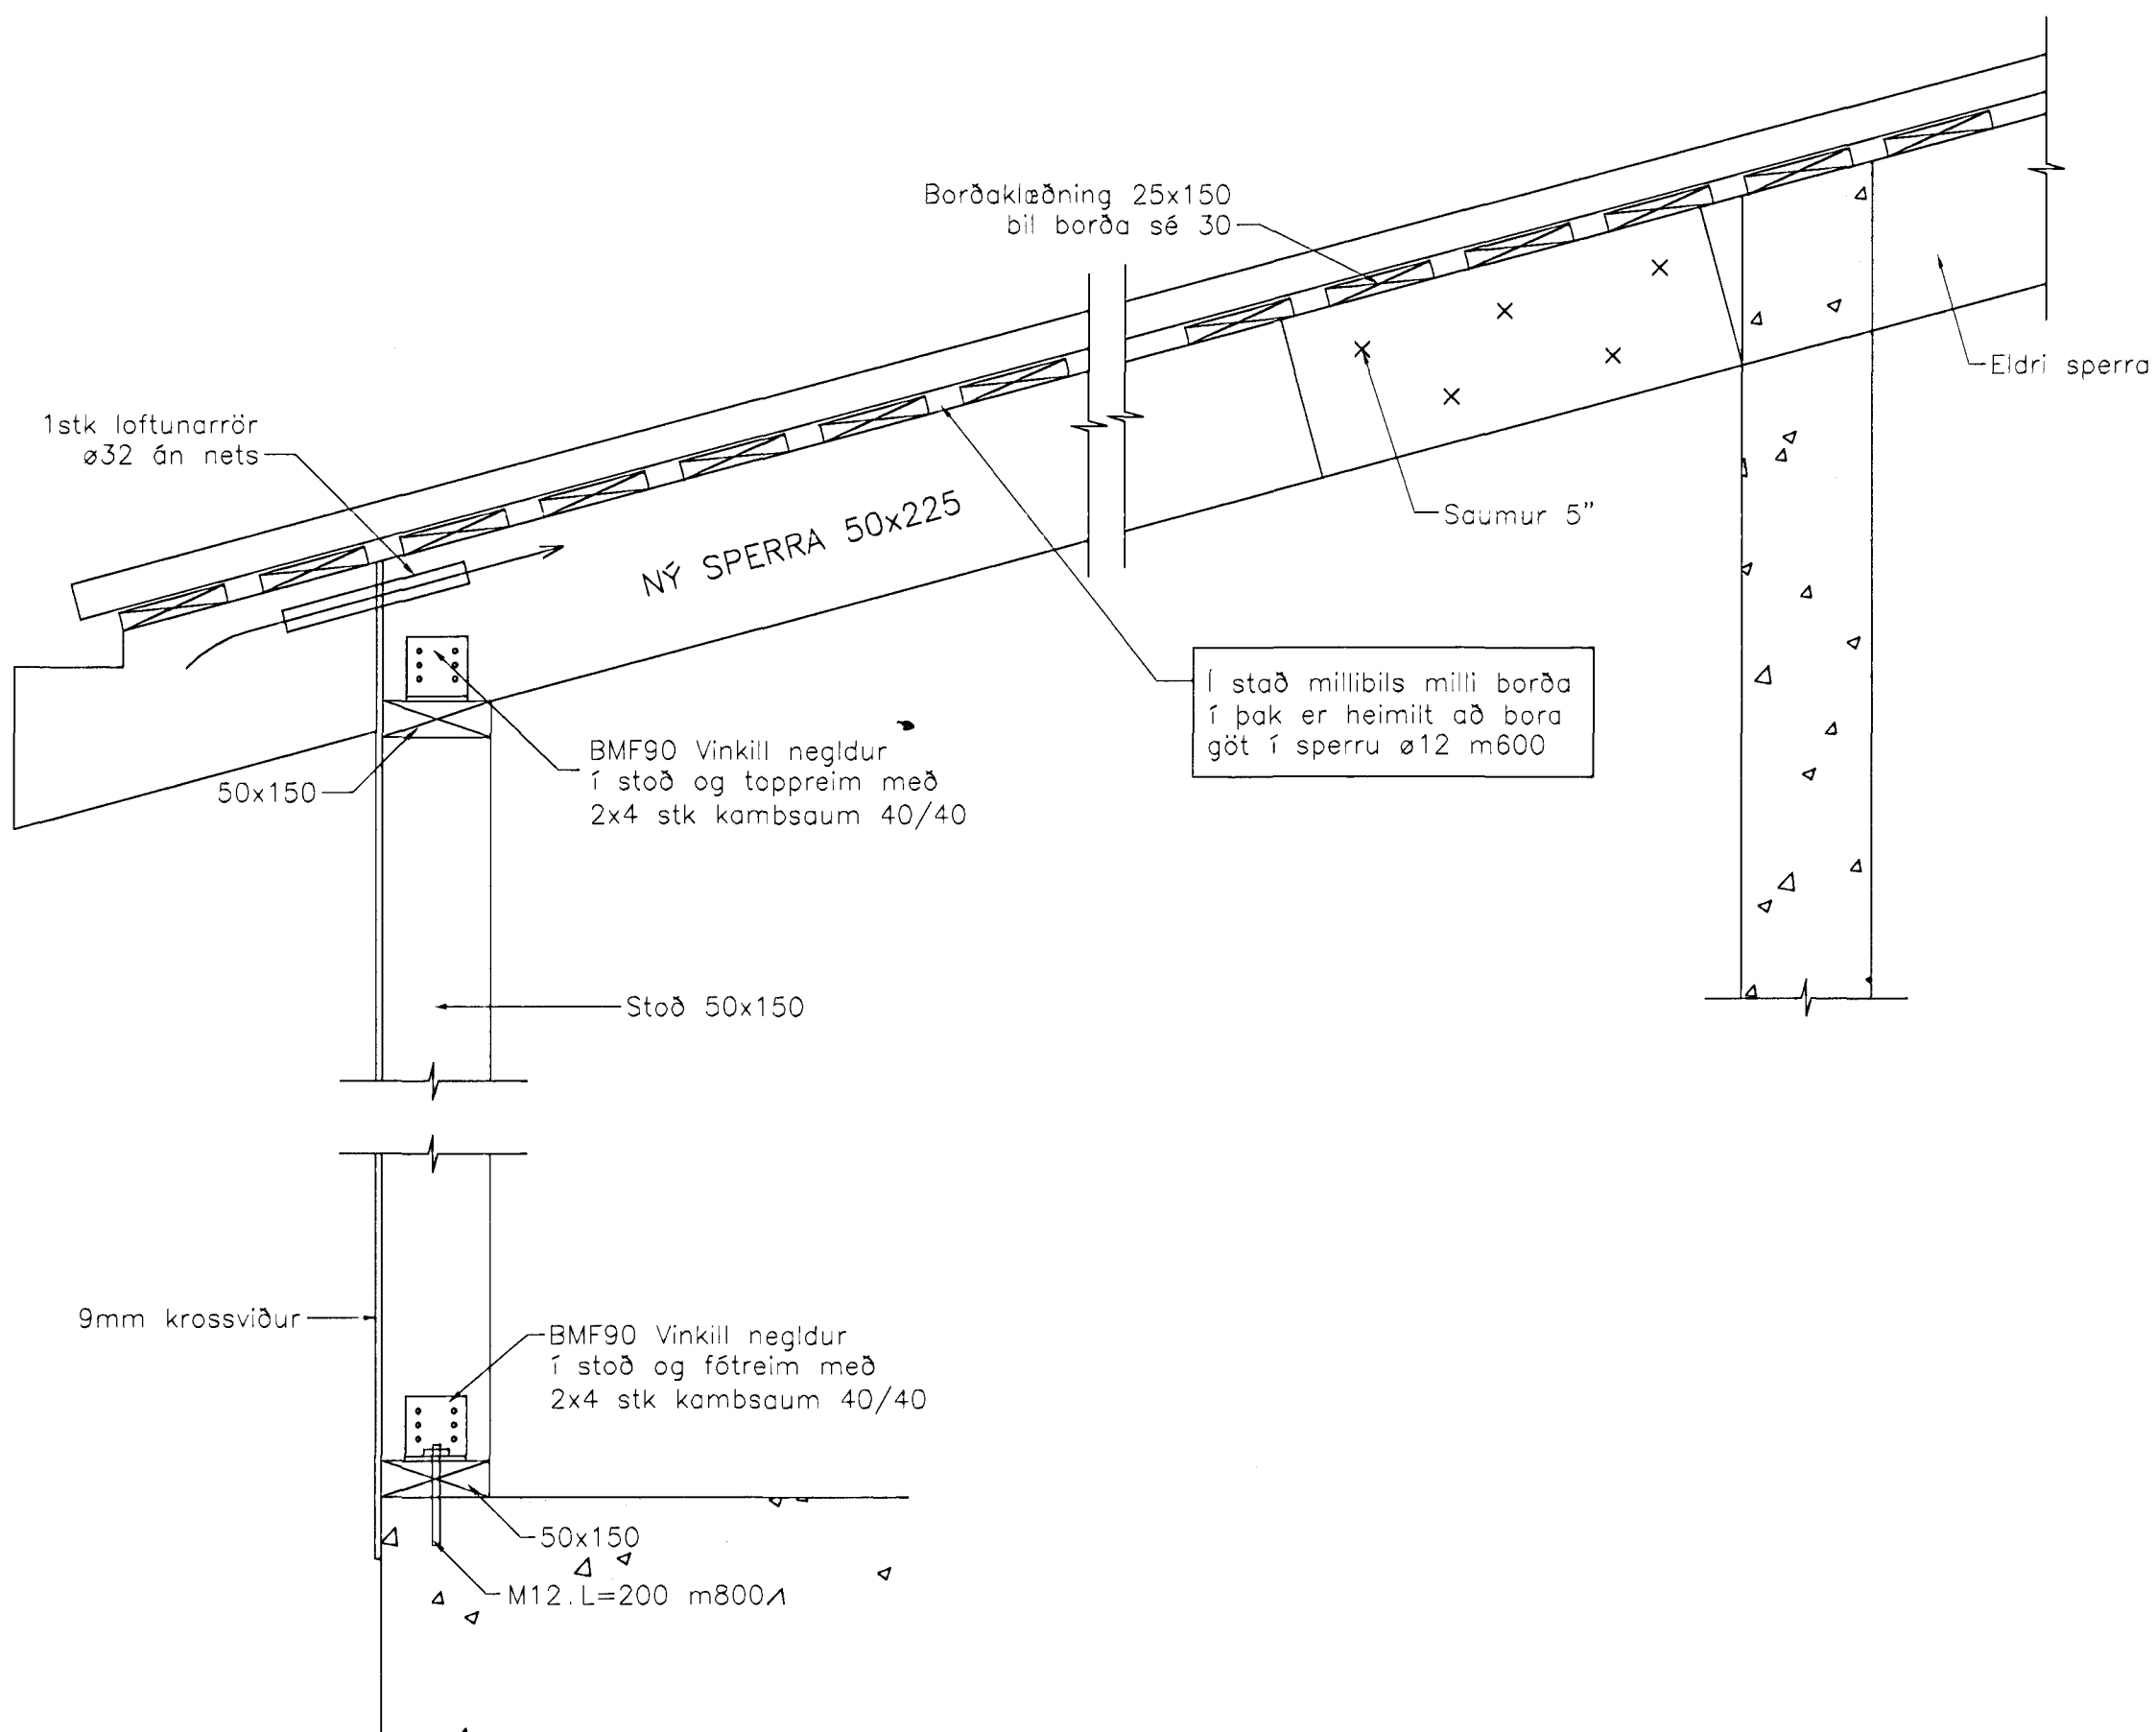 Borðaklæðning 25x150
bil borða sé 30
Eldri sperra
1stk loftunarrör
ø32 án nets
Saumur 5"
NÝ SPERRA 50x225
Í stað millibils milli borða
í þak er heimilt að bora
göt í sperru ø12 m600
BMF90 Vinkill negldur
í stoð og toppreim með
2x4 stk kambsaum 40/40
50x150
Stoð 50x150
9mm krossviður
BMF90 Vinkill negldur
í stoð og fótreim með
2x4 stk kambsaum 40/40
50x150
M12.L=200 m800